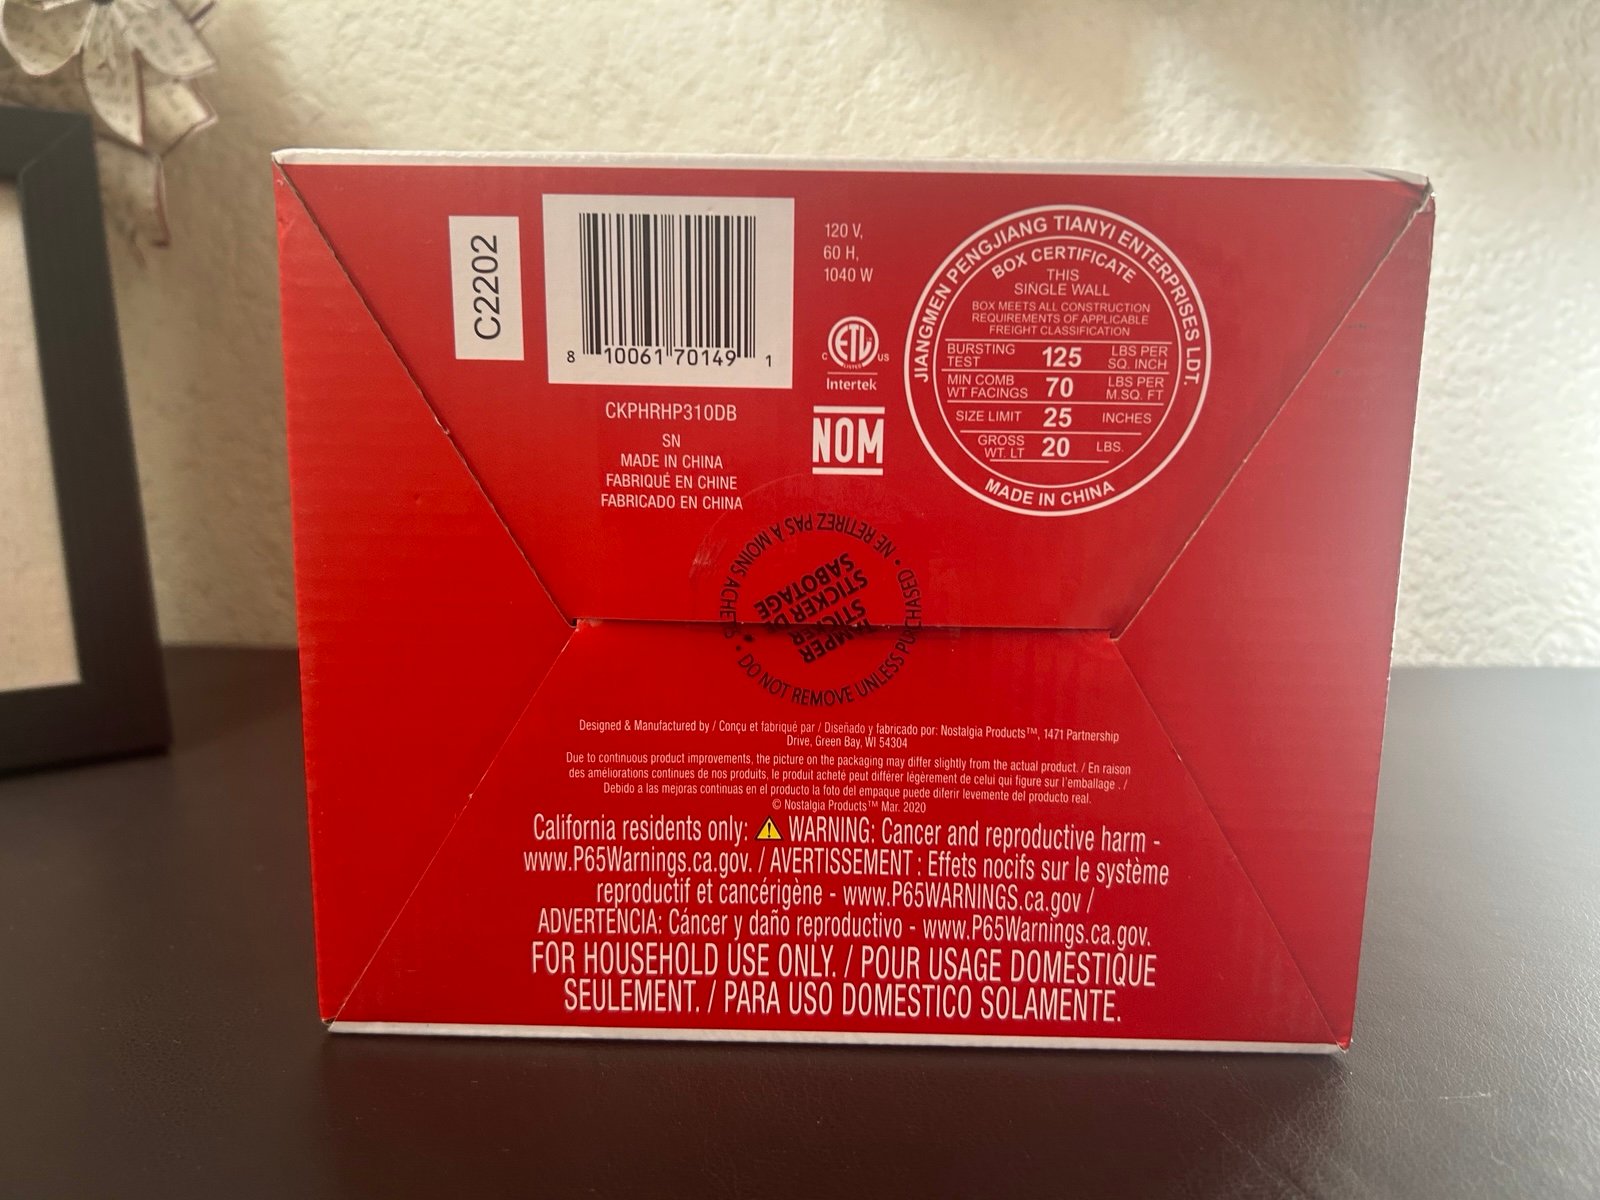 C2202
8 10061 70149 1
CKPHRHP310DB
SN
MADE IN CHINA
FABRIQUÉ EN CHINE
FABRICADO EN CHINA
120 V,
60 H,
1040 W
C ETL US
LISTED
Intertek
NOM
JIANGMEN PENGJIANG TIANYI ENTERPRISES LDT.
BOX CERTIFICATE
THIS
SINGLE WALL
BOX MEETS ALL CONSTRUCTION
REQUIREMENTS OF APPLICABLE
FREIGHT CLASSIFICATION
BURSTING TEST 125 LBS PER SQ. INCH
MIN COMB WT FACINGS 70 LBS PER M.SQ. FT
SIZE LIMIT 25 INCHES
GROSS WT. LT 20 LBS.
MADE IN CHINA
• DO NOT REMOVE UNLESS PURCHASED • NE RETIREZ PAS À MOINS ACHETÉS
TAMPER
STICKER
STICKER DE
SABOTAGE
Designed & Manufactured by / Conçu et fabriqué par / Diseñado y fabricado por: Nostalgia Products™, 1471 Partnership
Drive, Green Bay, WI 54304
Due to continuous product improvements, the picture on the packaging may differ slightly from the actual product. / En raison
des améliorations continues de nos produits, le produit acheté peut différer légèrement de celui qui figure sur l'emballage . /
Debido a las mejoras continuas en el producto la foto del empaque puede diferir levemente del producto real.
© Nostalgia Products™ Mar. 2020
California residents only: ⚠ WARNING: Cancer and reproductive harm -
www.P65Warnings.ca.gov. / AVERTISSEMENT : Effets nocifs sur le système
reproductif et cancérigène - www.P65WARNINGS.ca.gov /
ADVERTENCIA: Cáncer y daño reproductivo - www.P65Warnings.ca.gov.
FOR HOUSEHOLD USE ONLY. / POUR USAGE DOMESTIQUE
SEULEMENT. / PARA USO DOMESTICO SOLAMENTE.